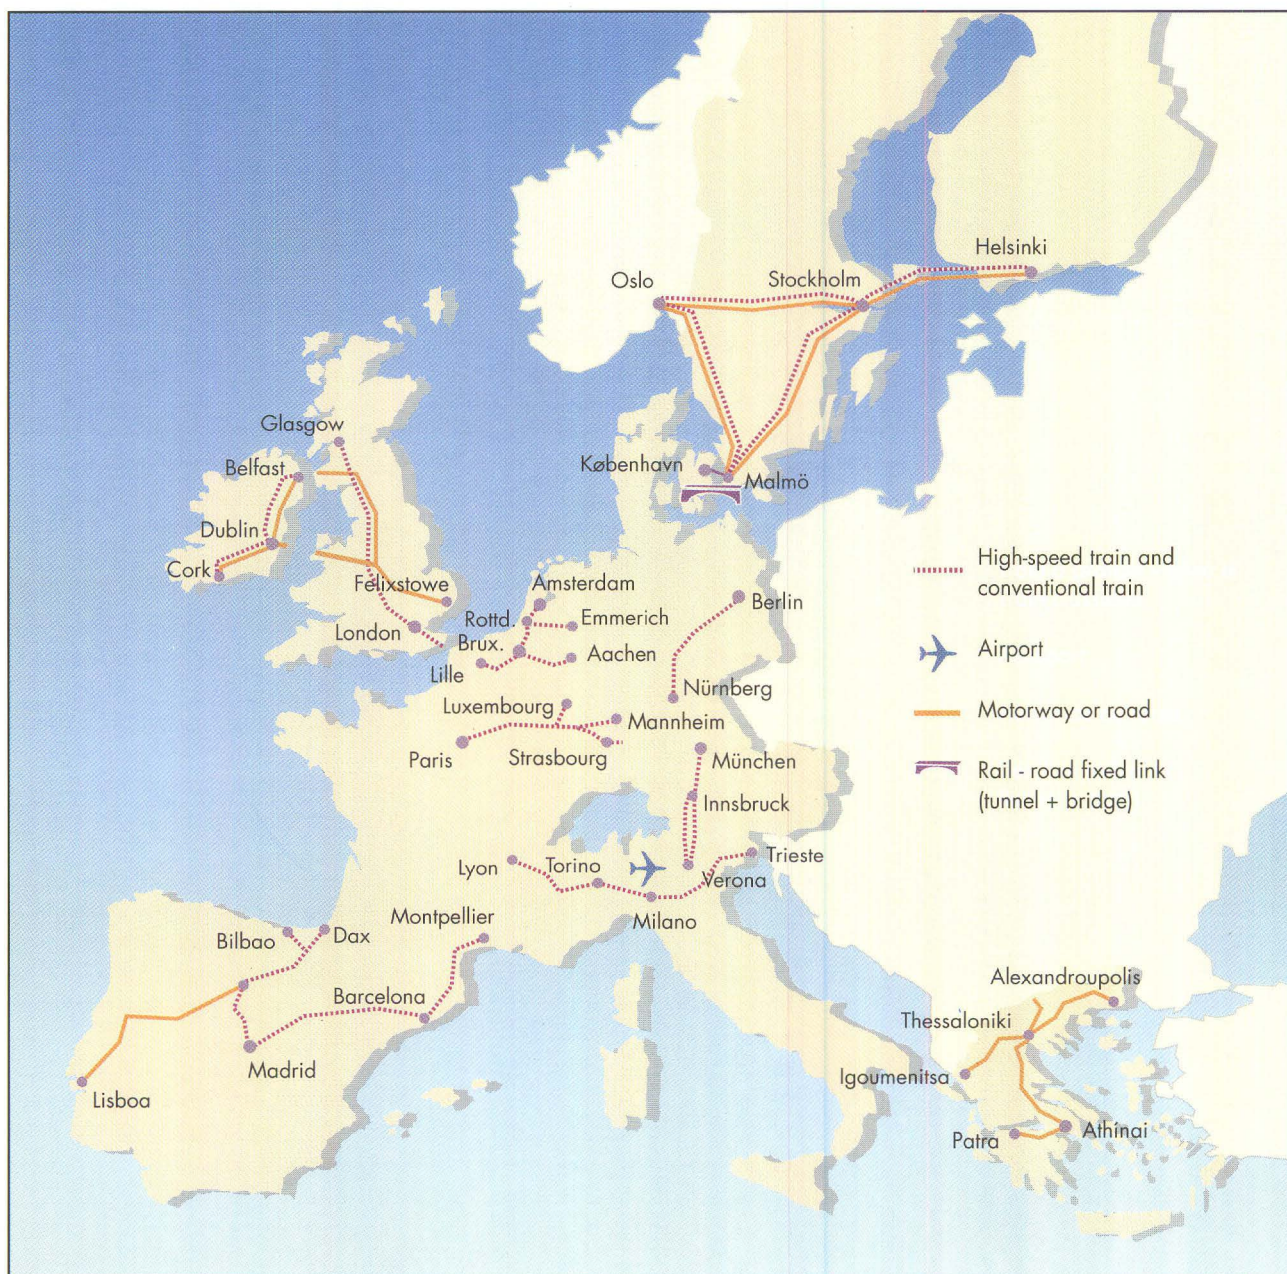 Helsinki
Oslo
Stockholm
Glasgow
Belfast
København
Malmö
Dublin
Cork
Felixstowe
Amsterdam
Berlin
Rottd.
Emmerich
London
Brux.
Aachen
Lille
Nürnberg
Luxembourg
Mannheim
Paris
Strasbourg
München
Innsbruck
Lyon
Torino
Trieste
Verona
Milano
Montpellier
Bilbao
Dax
Barcelona
Madrid
Lisboa
Alexandroupolis
Thessaloniki
Igoumenitsa
Patra
Athínai
High-speed train and
conventional train
Airport
Motorway or road
Rail - road fixed link
(tunnel + bridge)